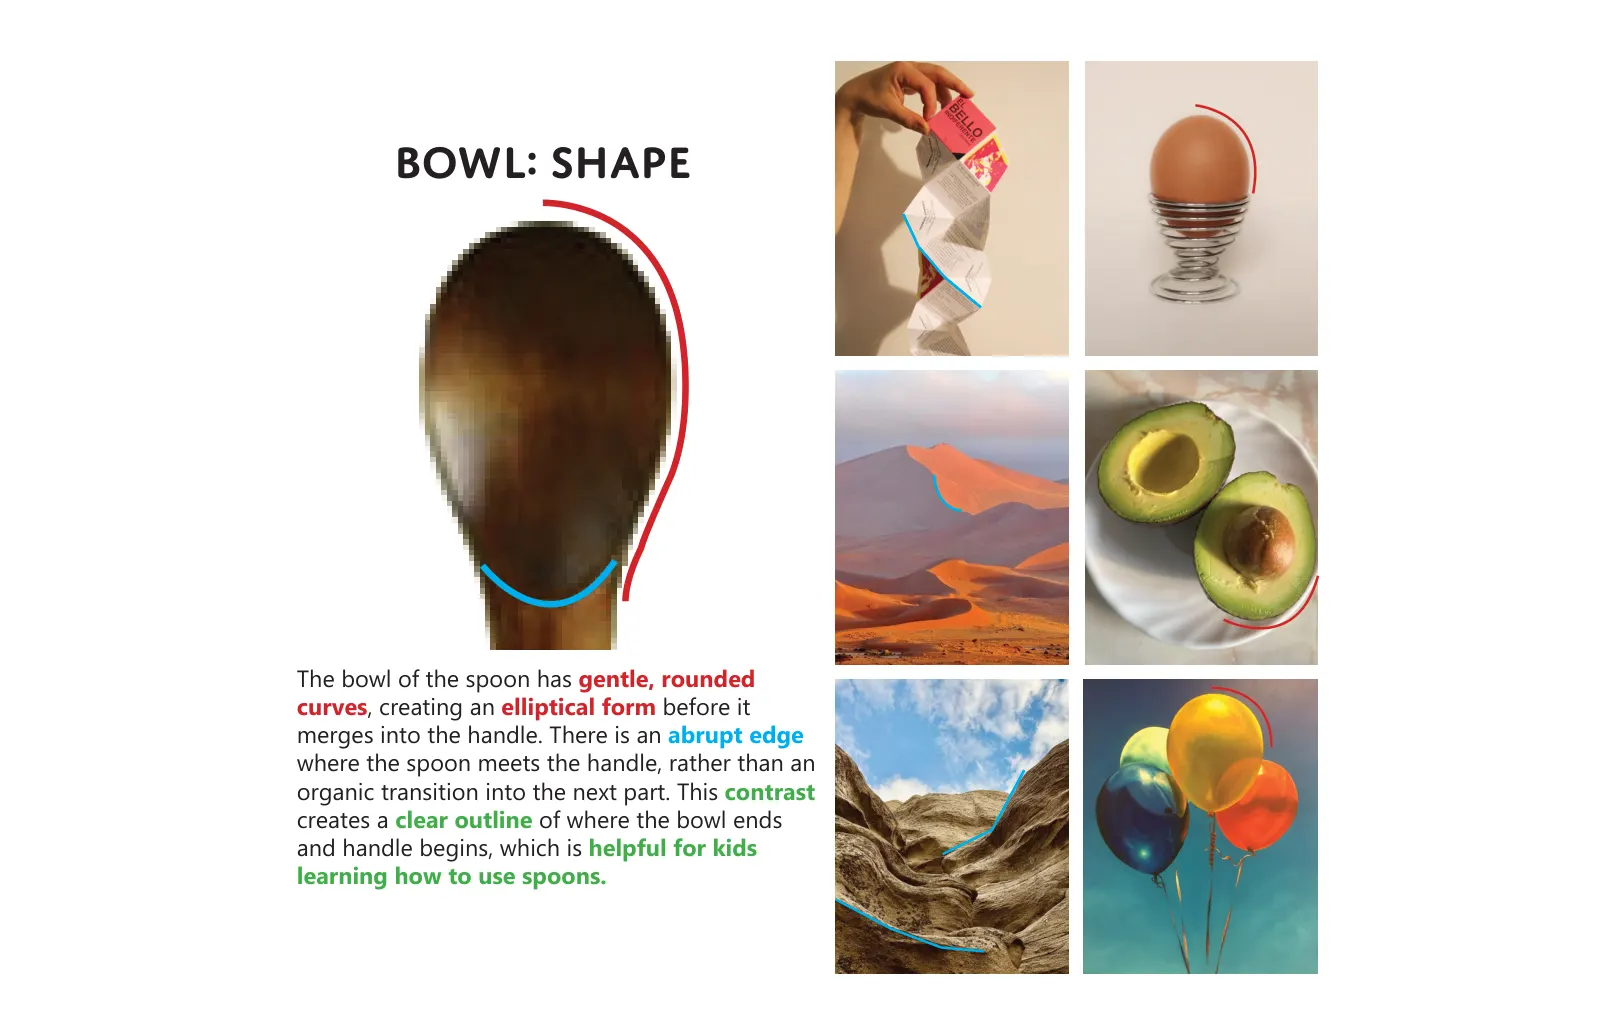 BOWL: SHAPE
The bowl of the spoon has gentle, rounded
curves, creating an elliptical form before it
merges into the handle. There is an abrupt edge
where the spoon meets the handle, rather than an
organic transition into the next part. This contrast
creates a clear outline of where the bowl ends
and handle begins, which is helpful for kids
learning how to use spoons.
EL
BELLO
INDIFERENTE